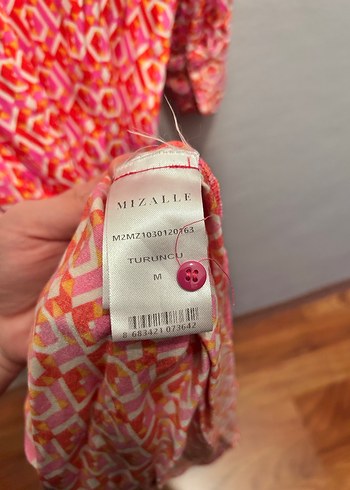 MIZALLE
M2MZ1030120163
TURUNCU
M
8 683421 073642